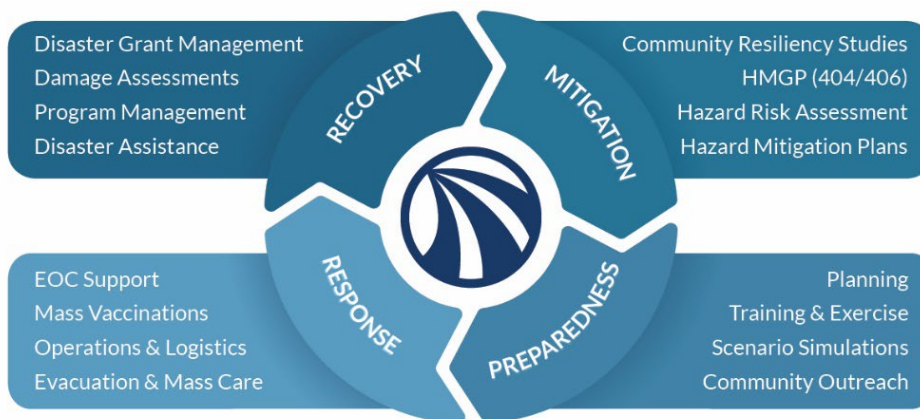 Disaster Grant Management
Damage Assessments
Program Management
Disaster Assistance
RECOVERY
MITIGATION
Community Resiliency Studies
HMGP (404/406)
Hazard Risk Assessment
Hazard Mitigation Plans
EOC Support
Mass Vaccinations
Operations & Logistics
Evacuation & Mass Care
RESPONSE
PREPAREDNESS
Planning
Training & Exercise
Scenario Simulations
Community Outreach